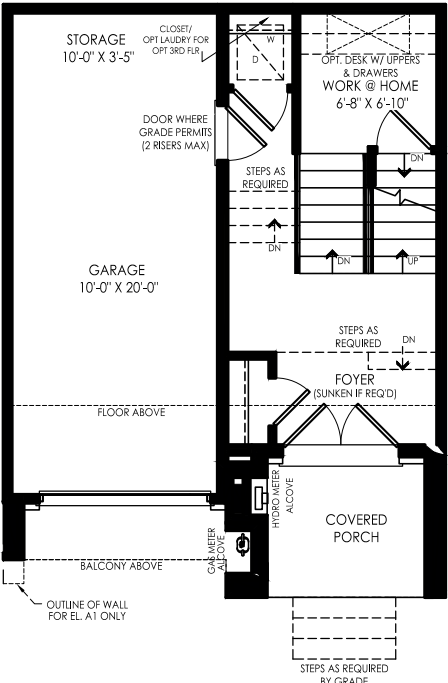 STORAGE
10'-0" X 3'-5"
CLOSET/
OPT LAUDRY FOR
OPT 3RD FLR
W
D
OPT. DESK W/ UPPERS
& DRAWERS
WORK @ HOME
6'-8" X 6'-10"
DOOR WHERE
GRADE PERMITS
(2 RISERS MAX)
DN
STEPS AS
REQUIRED
DN
DN
UP
GARAGE
10'-0" X 20'-0"
STEPS AS
REQUIRED
DN
FOYER
(SUNKEN IF REQ'D)
FLOOR ABOVE
HYDRO METER
ALCOVE
COVERED
PORCH
GAS METER
ALCOVE
BALCONY ABOVE
OUTLINE OF WALL
FOR EL. A1 ONLY
STEPS AS REQUIRED
BY GRADE